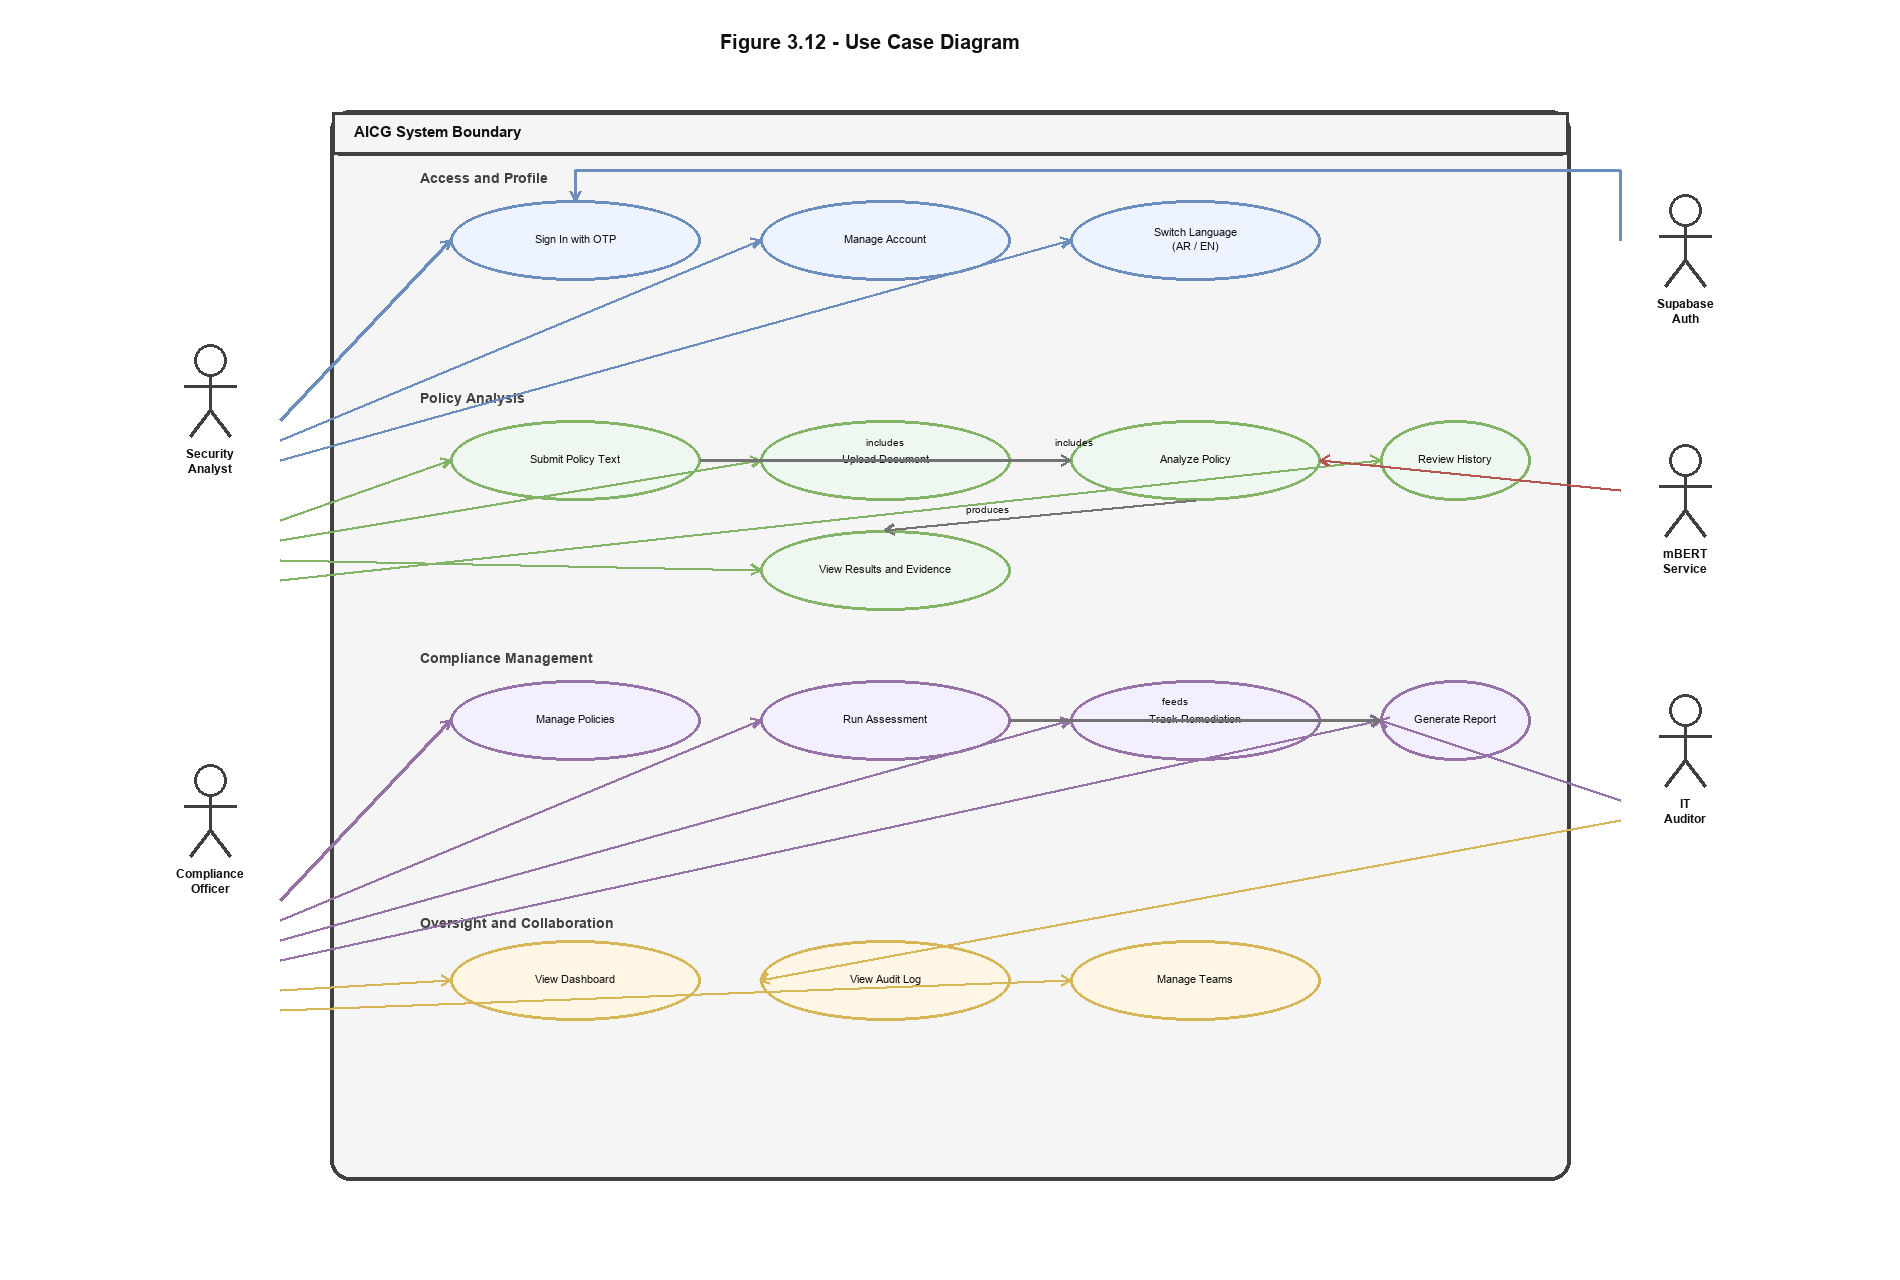 Figure 3.12 - Use Case Diagram
AICG System Boundary
Access and Profile
Sign In with OTP
Manage Account
Switch Language
(AR / EN)
Supabase
Auth
Security
Analyst
Policy Analysis
includes
includes
Submit Policy Text
Upload Document
Analyze Policy
Review History
produces
View Results and Evidence
mBERT
Service
Compliance Management
feeds
Manage Policies
Run Assessment
Track Remediation
Generate Report
IT
Auditor
Compliance
Officer
Oversight and Collaboration
View Dashboard
View Audit Log
Manage Teams